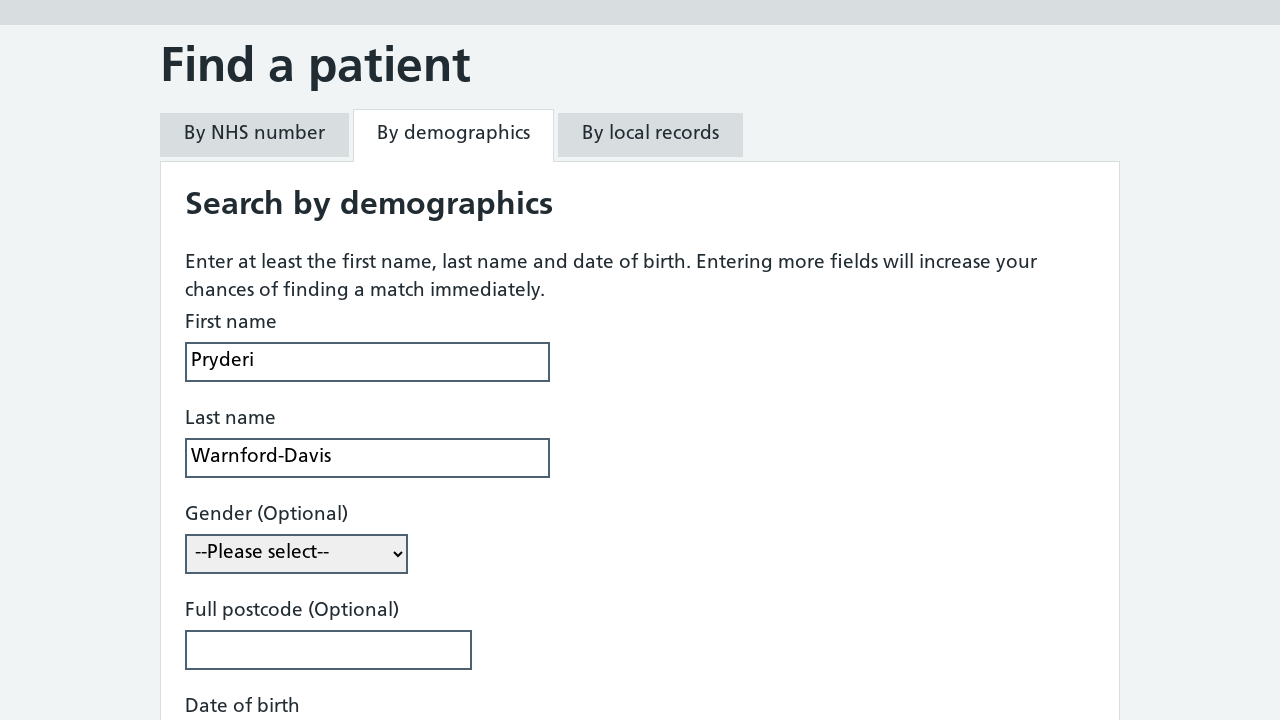 Find a patient
By NHS number
By demographics
By local records
Search by demographics
Enter at least the first name, last name and date of birth. Entering more fields will increase your
chances of finding a match immediately.
First name
Pryderi
Last name
Warnford-Davis
Gender (Optional)
--Please select--
Full postcode (Optional)
Date of birth